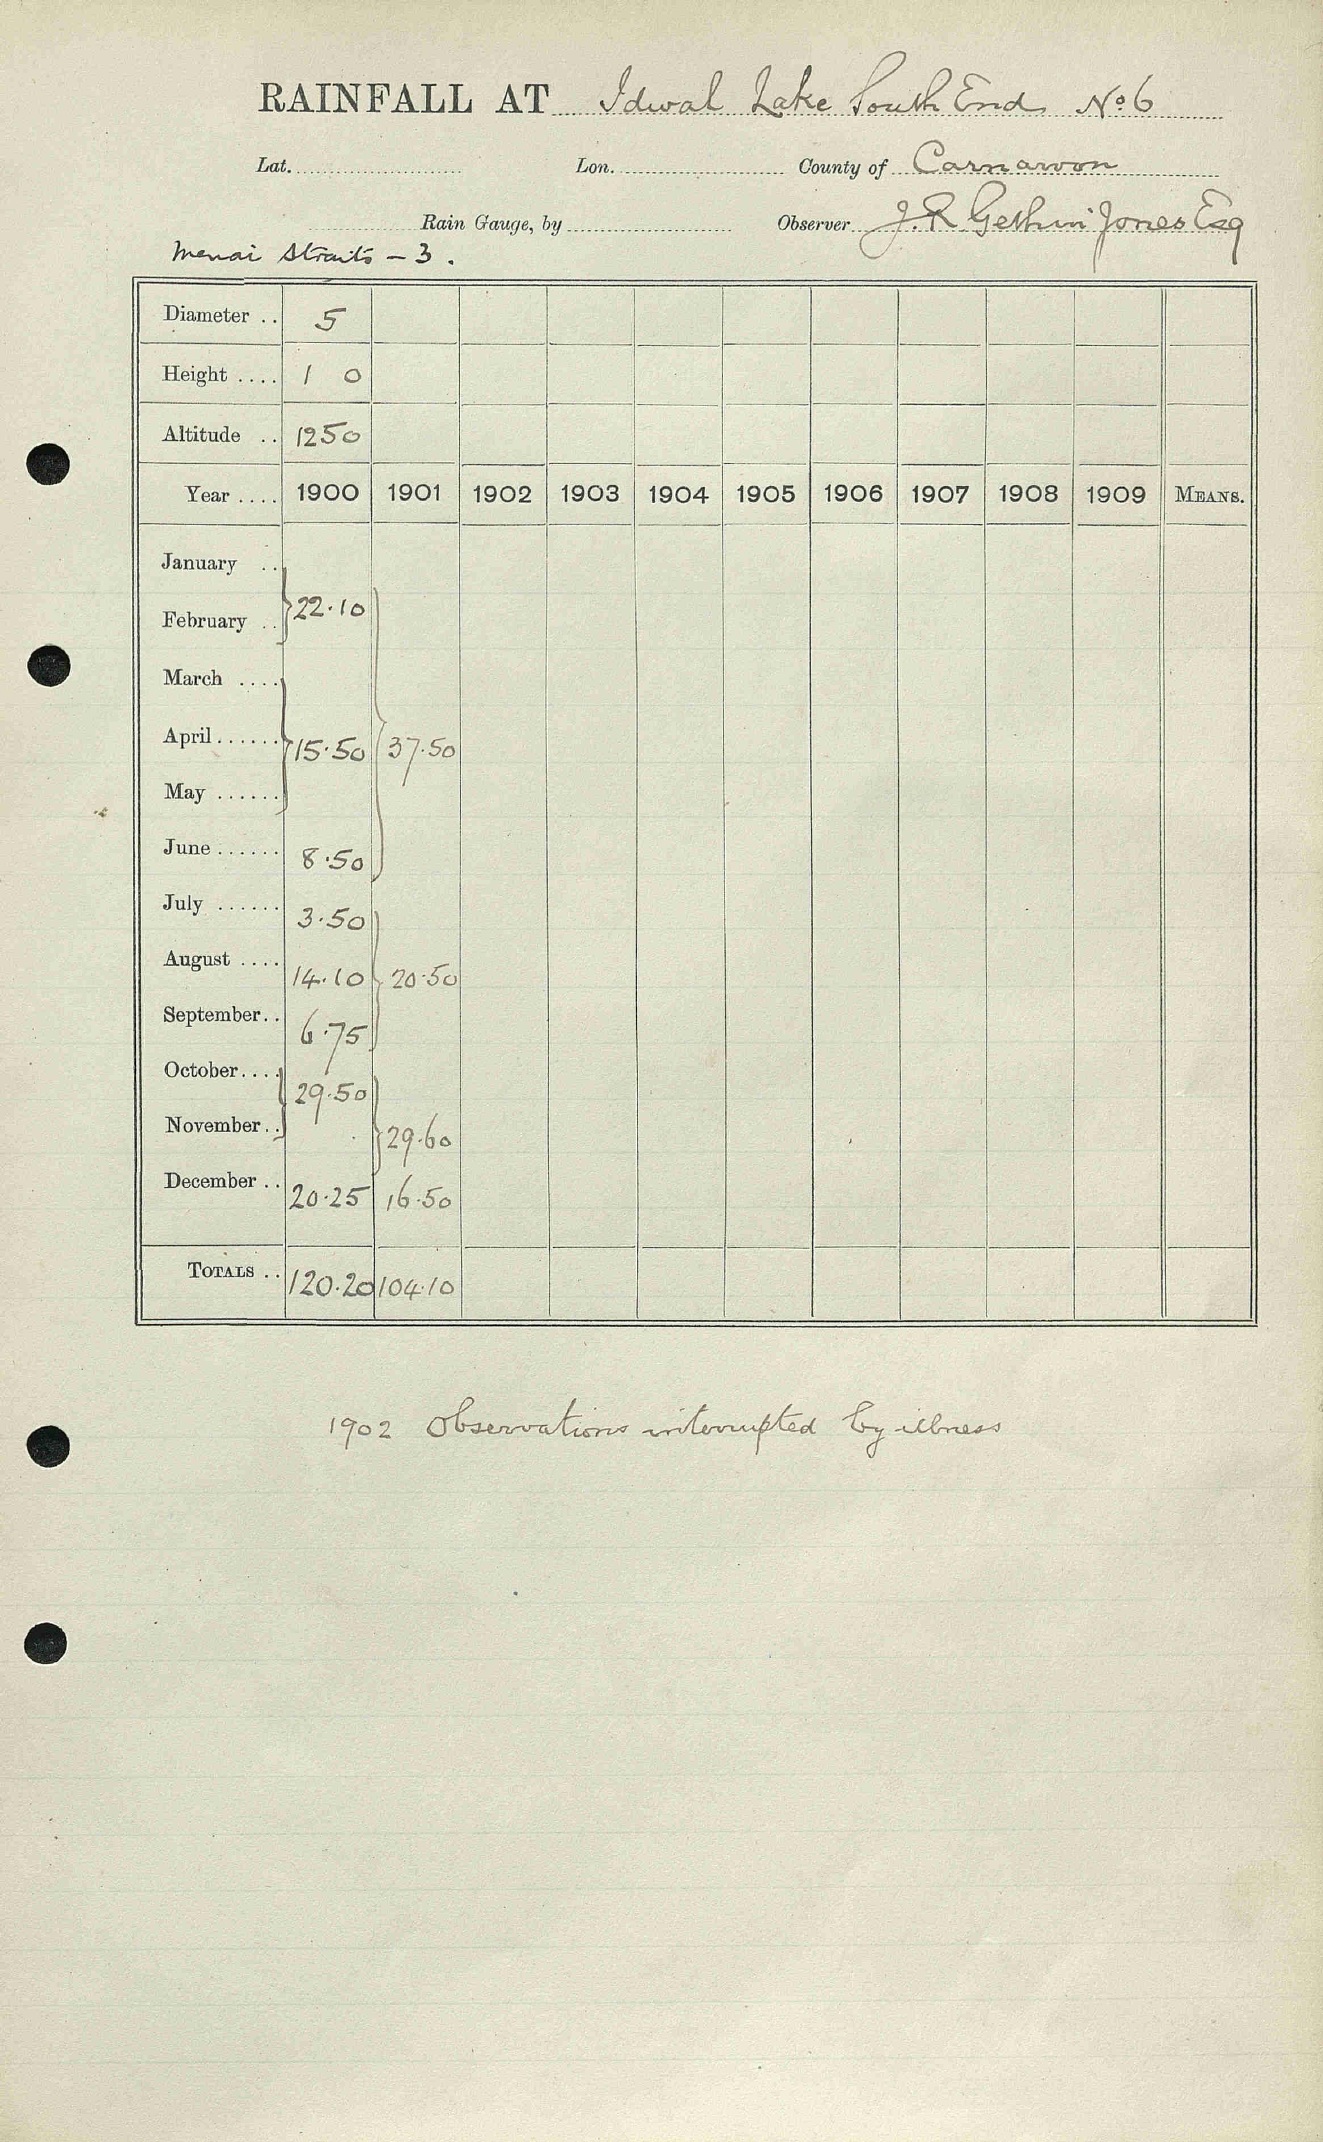 RAINFALL AT Idwal Lake South End No 6
Lat. Lon. County of Carnarvon
Rain Gauge, by Observer J. R. Gethin Jones Esq
Menai Straits – 3.
Diameter .. 5
Height .... 1 0
Altitude .. 1250
Year .... 1900 1901 1902 1903 1904 1905 1906 1907 1908 1909 MEANS.
January ..
22.10
February ..
March ....
April ...... 15.50 37.50
May ......
June ...... 8.50
July ...... 3.50
August .... 14.10 20.50
September.. 6.75
October.... 29.50
November.. 29.60
December .. 20.25 16.50
TOTALS .. 120.20 104.10
1902 Observations interrupted by illness